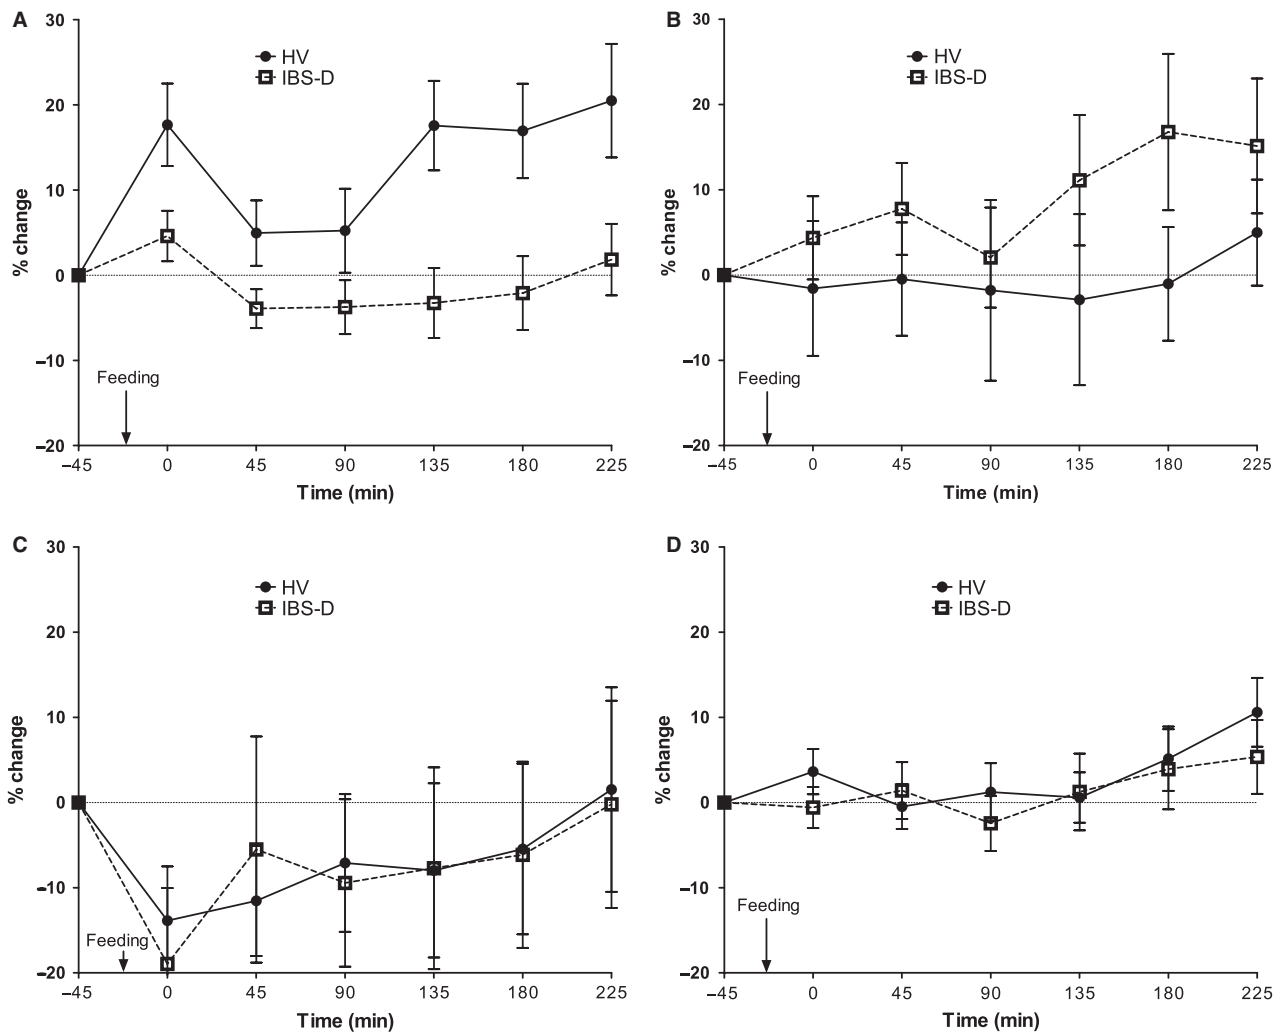 A
30
20
10
0
–10
–20
% change
HV
IBS-D
Feeding
–45 0 45 90 135 180 225
Time (min)
B
30
20
10
0
–10
–20
% change
HV
IBS-D
Feeding
–45 0 45 90 135 180 225
Time (min)
C
30
20
10
0
–10
–20
% change
HV
IBS-D
Feeding
–45 0 45 90 135 180 225
Time (min)
D
30
20
10
0
–10
–20
% change
HV
IBS-D
Feeding
–45 0 45 90 135 180 225
Time (min)